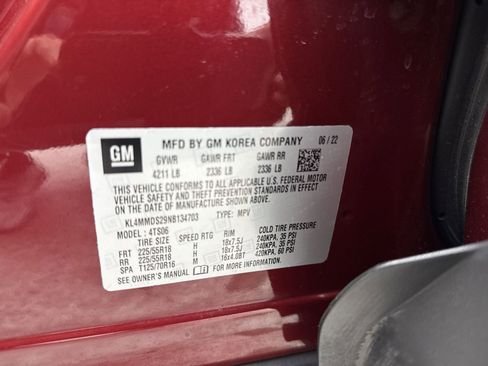 GM
MFD BY GM KOREA COMPANY 06 / 22
GVWR GAWR FRT GAWR RR
4211 LB 2336 LB 2336 LB
THIS VEHICLE CONFORMS TO ALL APPLICABLE U.S. FEDERAL MOTOR
VEHICLE SAFETY AND THEFT PREVENTION STANDARDS IN EFFECT
ON THE DATE OF MANUFACTURE SHOWN ABOVE.
KL4MMDS29NB134703 TYPE: MPV
MODEL : 4TS06
TIRE SIZE SPEED RTG RIM COLD TIRE PRESSURE
FRT 225/55R18 H 18x7.5J 240KPA, 35 PSI
RR 225/55R18 H 18x7.5J 240KPA, 35 PSI
SPA T125/70R16 M 16x4.0BT 420KPA, 60 PSI
SEE OWNER'S MANUAL FOR MORE INFORMATION.